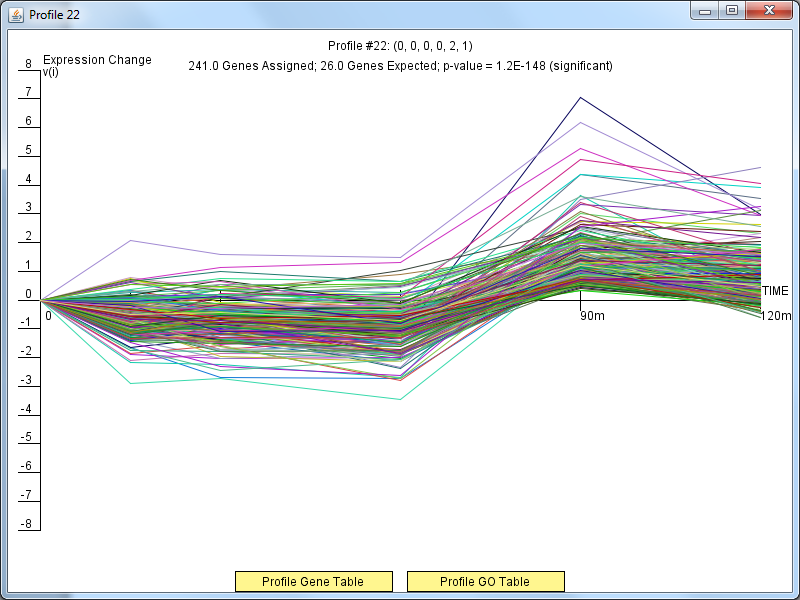 Profile 22
Profile #22: (0, 0, 0, 0, 2, 1)
241.0 Genes Assigned; 26.0 Genes Expected; p-value = 1.2E-148 (significant)
Expression Change
v(i)
8
7
6
5
4
3
2
1
0
-1
-2
-3
-4
-5
-6
-7
-8
TIME
0
90m
120m
Profile Gene Table
Profile GO Table